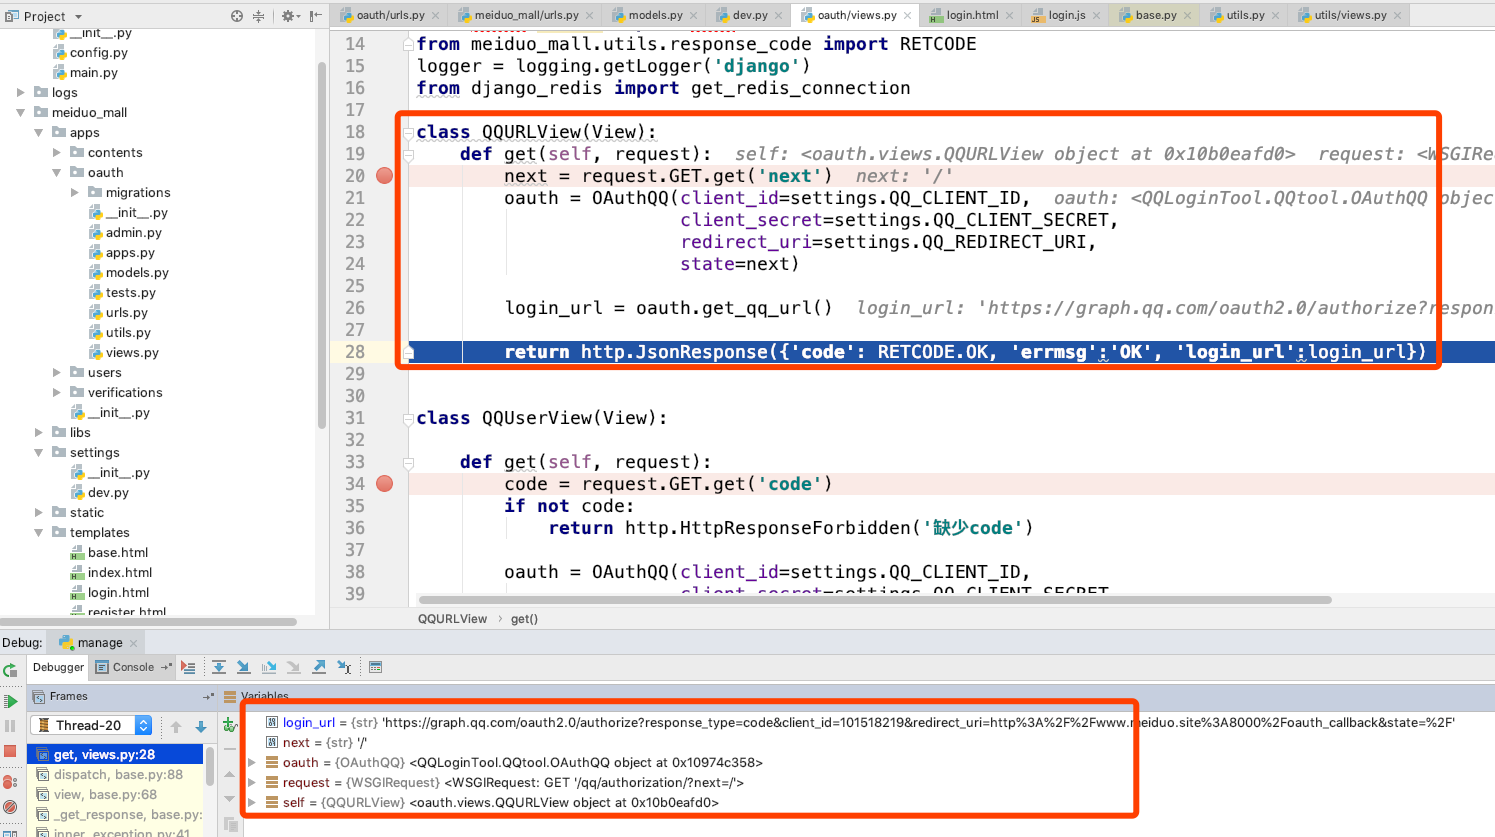 Project
oauth/urls.py
meiduo_mall/urls.py
models.py
dev.py
oauth/views.py
login.html
login.js
base.py
utils.py
utils/views.py
__init__.py
config.py
main.py
logs
meiduo_mall
apps
contents
oauth
migrations
__init__.py
admin.py
apps.py
models.py
tests.py
urls.py
utils.py
views.py
users
verifications
__init__.py
libs
settings
__init__.py
dev.py
static
templates
base.html
index.html
login.html
register.html
14 from meiduo_mall.utils.response_code import RETCODE
15 logger = logging.getLogger('django')
16 from django_redis import get_redis_connection
17
18 class QQURLView(View):
19 def get(self, request): self: <oauth.views.QQURLView object at 0x10b0eafd0> request: <WSGIReq
20 next = request.GET.get('next') next: '/'
21 oauth = OAuthQQ(client_id=settings.QQ_CLIENT_ID, oauth: <QQLoginTool.QQtool.OAuthQQ objec
22 client_secret=settings.QQ_CLIENT_SECRET,
23 redirect_uri=settings.QQ_REDIRECT_URI,
24 state=next)
25
26 login_url = oauth.get_qq_url() login_url: 'https://graph.qq.com/oauth2.0/authorize?respon
27
28 return http.JsonResponse({'code': RETCODE.OK, 'errmsg':'OK', 'login_url':login_url})
29
30
31 class QQUserView(View):
32
33 def get(self, request):
34 code = request.GET.get('code')
35 if not code:
36 return http.HttpResponseForbidden('缺少code')
37
38 oauth = OAuthQQ(client_id=settings.QQ_CLIENT_ID,
39 client_secret=settings.QQ_CLIENT_SECRET
QQURLView › get()
Debug: manage
Debugger Console
Frames
Variables
Thread-20
get, views.py:28
dispatch, base.py:88
view, base.py:68
_get_response, base.py:
inner, exception.py:41
login_url = {str} 'https://graph.qq.com/oauth2.0/authorize?response_type=code&client_id=101518219&redirect_uri=http%3A%2F%2Fwww.meiduo.site%3A8000%2Foauth_callback&state=%2F'
next = {str} '/'
oauth = {OAuthQQ} <QQLoginTool.QQtool.OAuthQQ object at 0x10974c358>
request = {WSGIRequest} <WSGIRequest: GET '/qq/authorization/?next=/'>
self = {QQURLView} <oauth.views.QQURLView object at 0x10b0eafd0>